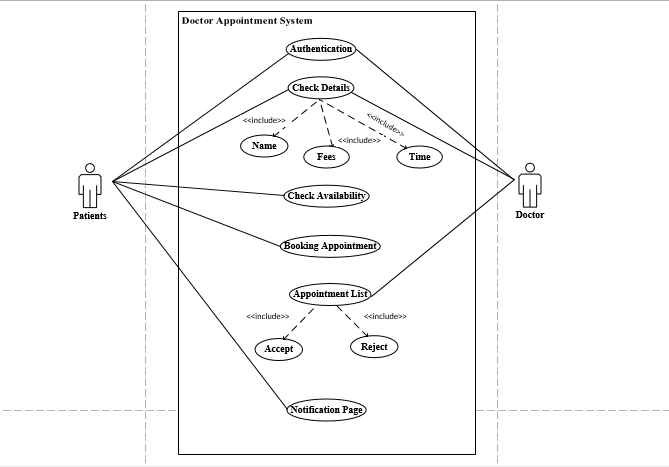 Doctor Appointment System
Authentication
Check Details
<<include>>
<<include>>
<<include>>
Name
Fees
Time
Patients
Doctor
Check Availability
Booking Appointment
Appointment List
<<include>>
<<include>>
Accept
Reject
Notification Page